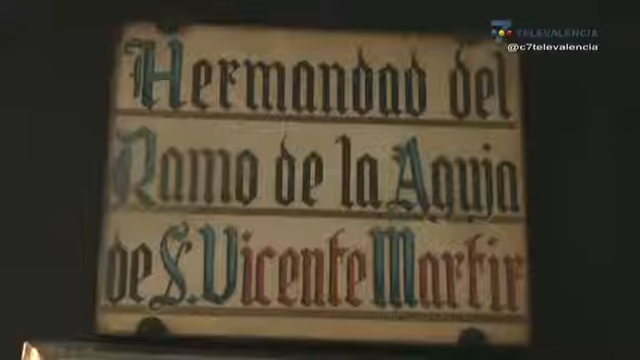 TELEVALENCIA
@c7televalencia
Hermandad del
Ramo de la Aguja
de S. Vicente Martir